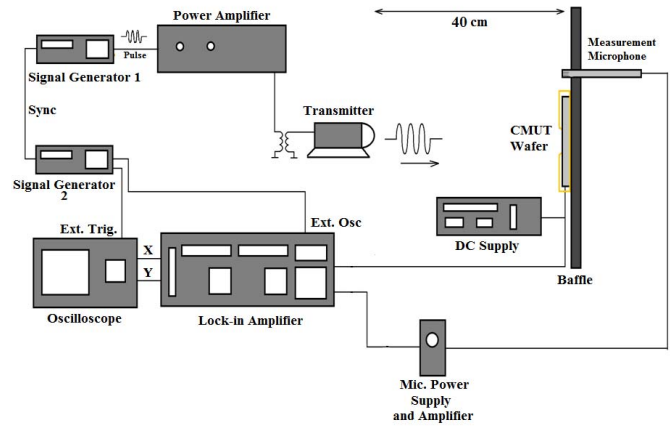 Power Amplifier
40 cm
Pulse
Measurement
Microphone
Signal Generator 1
Sync
Transmitter
CMUT
Wafer
Signal Generator
2
Ext. Trig.
Ext. Osc
X
Y
DC Supply
Baffle
Oscilloscope
Lock-in Amplifier
Mic. Power
Supply
and Amplifier